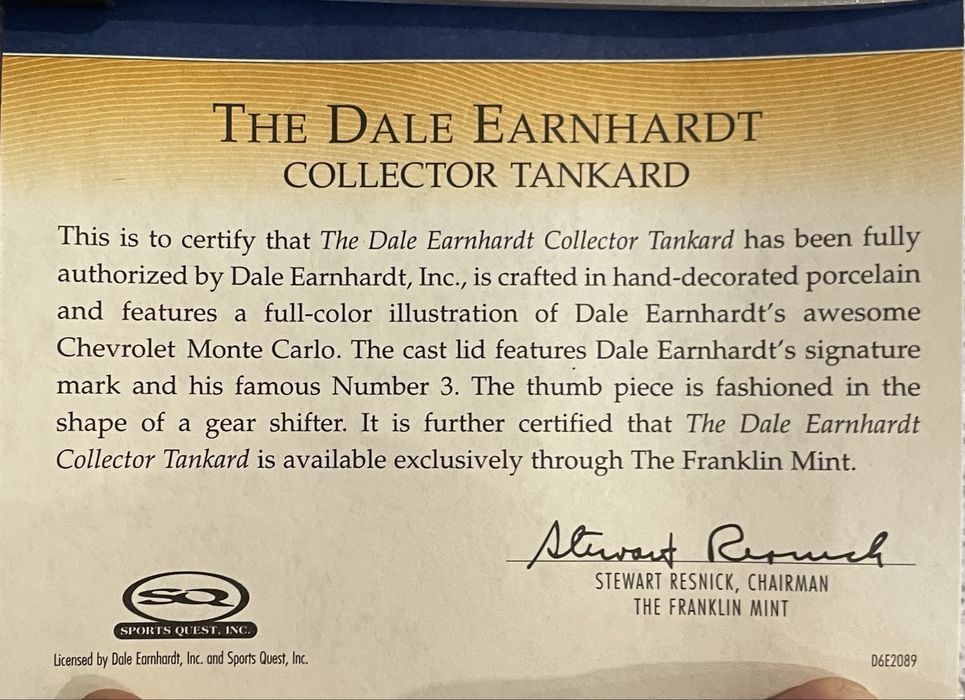 THE DALE EARNHARDT
COLLECTOR TANKARD
This is to certify that The Dale Earnhardt Collector Tankard has been fully
authorized by Dale Earnhardt, Inc., is crafted in hand-decorated porcelain
and features a full-color illustration of Dale Earnhardt's awesome
Chevrolet Monte Carlo. The cast lid features Dale Earnhardt's signature
mark and his famous Number 3. The thumb piece is fashioned in the
shape of a gear shifter. It is further certified that The Dale Earnhardt
Collector Tankard is available exclusively through The Franklin Mint.
Stewart Resnick
STEWART RESNICK, CHAIRMAN
THE FRANKLIN MINT
SQ
SPORTS QUEST, INC.
Licensed by Dale Earnhardt, Inc. and Sports Quest, Inc.
D6E2089